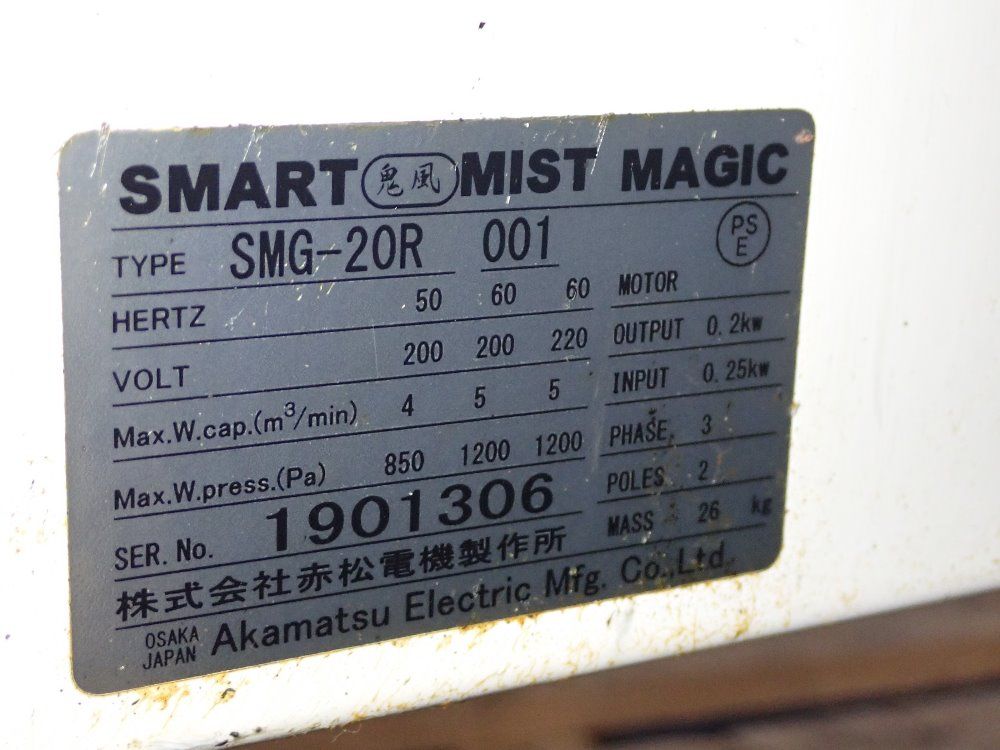 SMART 鬼風 MIST MAGIC
TYPE SMG-20R 001 PS E
HERTZ 50 60 60 MOTOR
VOLT 200 200 220 OUTPUT 0.2kw
Max.W.cap.(m³/min) 4 5 5 INPUT 0.25kw
Max.W.press.(Pa) 850 1200 1200 PHASE 3
SER. No. 1901306 POLES 2
MASS 26 kg
株式会社赤松電機製作所
OSAKA JAPAN Akamatsu Electric Mfg. Co.,Ltd.